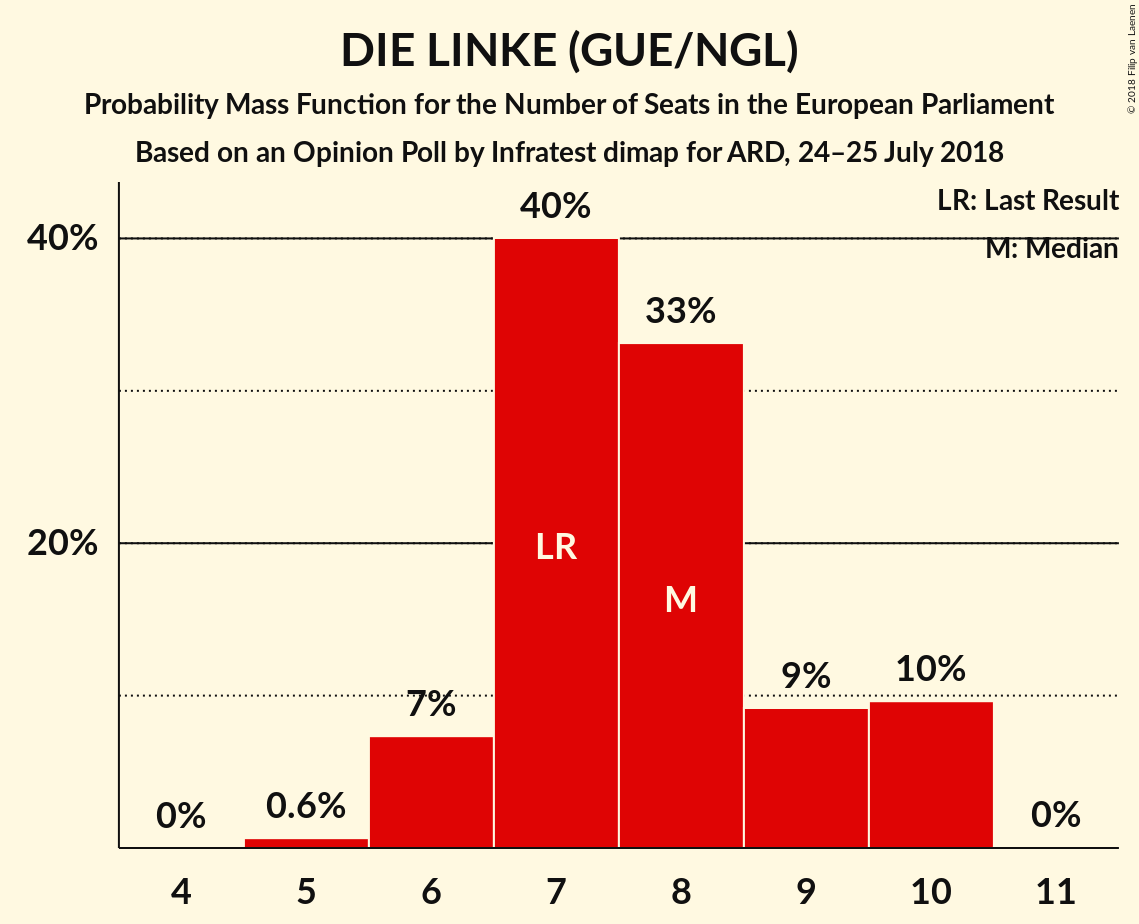 DIE LINKE (GUE/NGL)
Probability Mass Function for the Number of Seats in the European Parliament
Based on an Opinion Poll by Infratest dimap for ARD, 24–25 July 2018
© 2018 Filip van Laenen
LR: Last Result
M: Median
40%
20%
0%
0.6%
7%
40%
33%
9%
10%
0%
LR
M
4 5 6 7 8 9 10 11